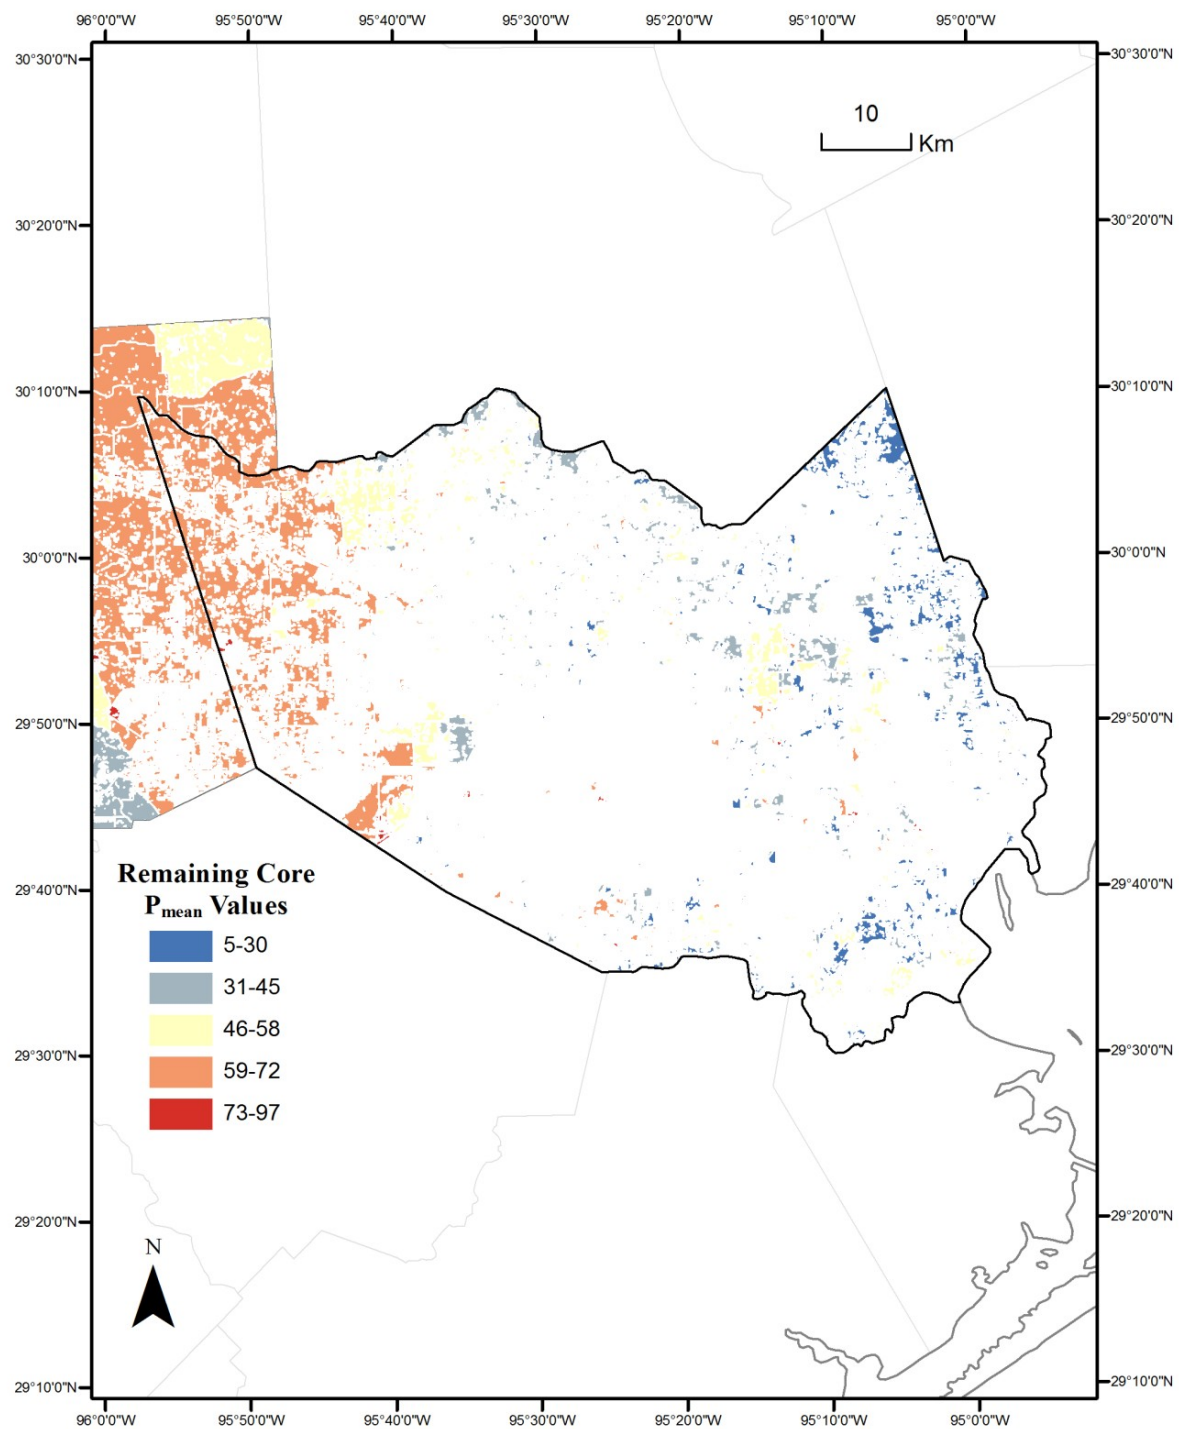 96°0'0"W 95°50'0"W 95°40'0"W 95°30'0"W 95°20'0"W 95°10'0"W 95°0'0"W
30°30'0"N 30°30'0"N
10
Km
30°20'0"N 30°20'0"N
30°10'0"N 30°10'0"N
30°0'0"N 30°0'0"N
29°50'0"N 29°50'0"N
Remaining Core
29°40'0"N 29°40'0"N
Pmean Values
5-30
31-45
46-58
29°30'0"N 29°30'0"N
59-72
73-97
29°20'0"N 29°20'0"N
N
29°10'0"N 29°10'0"N
96°0'0"W 95°50'0"W 95°40'0"W 95°30'0"W 95°20'0"W 95°10'0"W 95°0'0"W